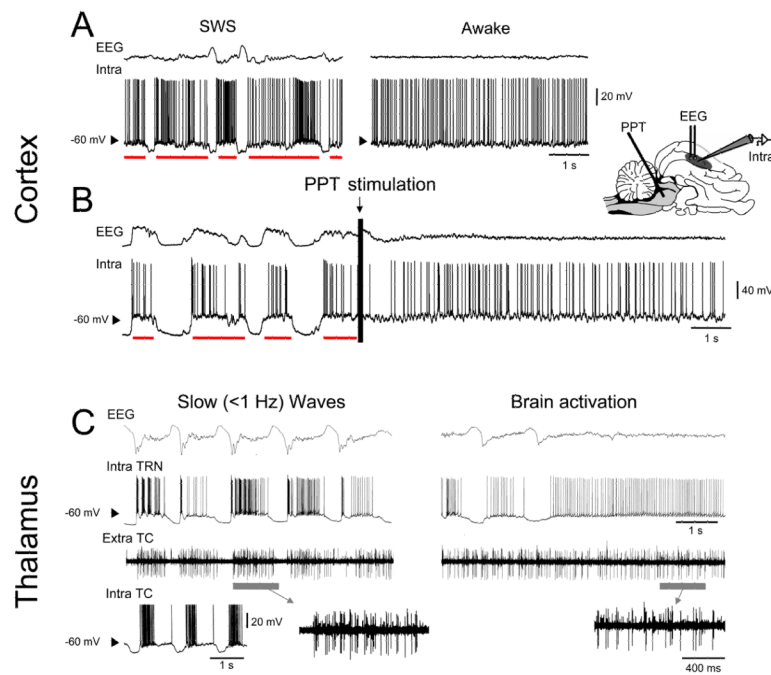 A
SWS
Awake
EEG
Intra
20 mV
-60 mV
1 s
PPT
EEG
Intra
Cortex
B
PPT stimulation
EEG
Intra
40 mV
-60 mV
1 s
C
Slow (<1 Hz) Waves
Brain activation
EEG
Intra TRN
-60 mV
1 s
Extra TC
Thalamus
Intra TC
20 mV
-60 mV
1 s
400 ms